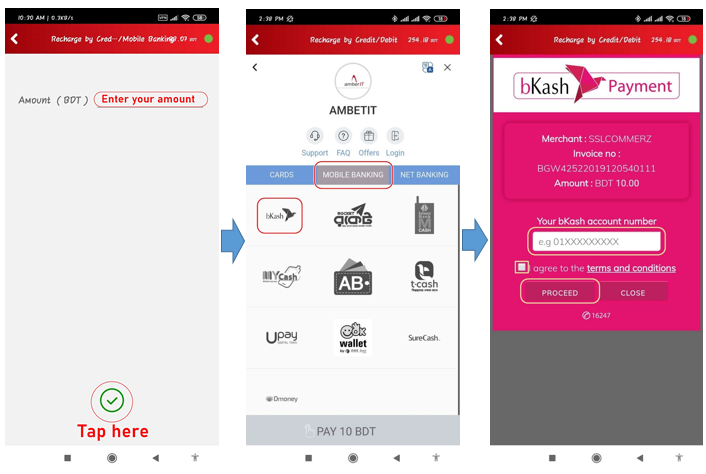 10:30 AM | 0.3KB/s
Recharge by Cred-/Mobile Banking
Amount ( BDT )
Enter your amount
Tap here
2:38 PM
Recharge by Credit/Debit 254.18 BDT
amberIT
AMBETIT
Support FAQ Offers Login
CARDS MOBILE BANKING NET BANKING
bKash
ROCKET
রকেট
M
CASH
MYCash
AB
t-cash
Upay
ok
wallet
SureCash.
Dmoney
PAY 10 BDT
2:38 PM
Recharge by Credit/Debit 254.18 BDT
bKash Payment
Merchant : SSLCOMMERZ
Invoice no :
BGW42522019120540111
Amount : BDT 10.00
Your bKash account number
e.g 01XXXXXXXXX
I agree to the terms and conditions
PROCEED CLOSE
16247